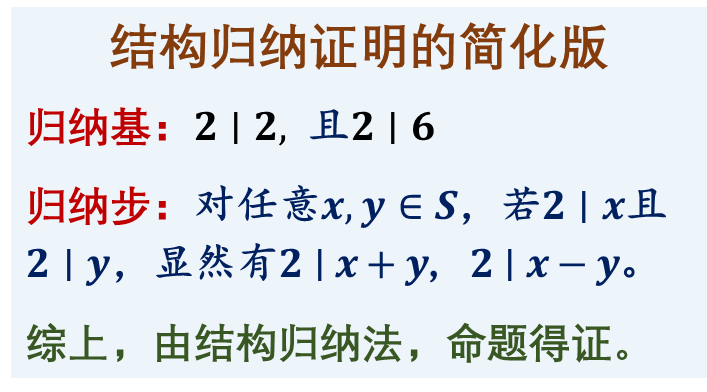 结构归纳证明的简化版
归纳基：2 | 2, 且2 | 6
归纳步：对任意x, y ∈ S，若2 | x且
2 | y，显然有2 | x + y，2 | x − y。
综上，由结构归纳法，命题得证。